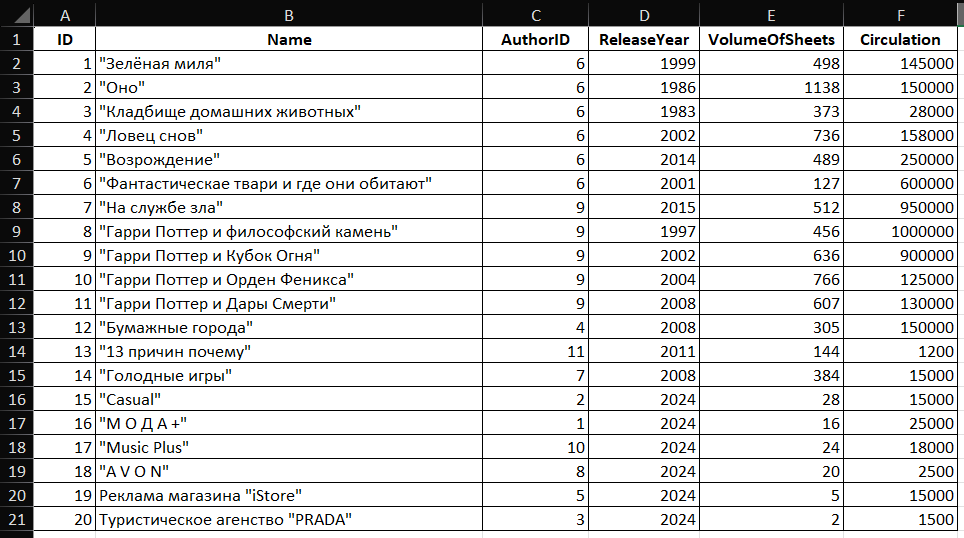 A B C D E F
1 ID Name AuthorID ReleaseYear VolumeOfSheets Circulation
2 1 "Зелёная миля" 6 1999 498 145000
3 2 "Оно" 6 1986 1138 150000
4 3 "Кладбище домашних животных" 6 1983 373 28000
5 4 "Ловец снов" 6 2002 736 158000
6 5 "Возрождение" 6 2014 489 250000
7 6 "Фантастическае твари и где они обитают" 6 2001 127 600000
8 7 "На службе зла" 9 2015 512 950000
9 8 "Гарри Поттер и философский камень" 9 1997 456 1000000
10 9 "Гарри Поттер и Кубок Огня" 9 2002 636 900000
11 10 "Гарри Поттер и Орден Феникса" 9 2004 766 125000
12 11 "Гарри Поттер и Дары Смерти" 9 2008 607 130000
13 12 "Бумажные города" 4 2008 305 150000
14 13 "13 причин почему" 11 2011 144 1200
15 14 "Голодные игры" 7 2008 384 15000
16 15 "Casual" 2 2024 28 15000
17 16 "М О Д А +" 1 2024 16 25000
18 17 "Music Plus" 10 2024 24 18000
19 18 "A V O N" 8 2024 20 2500
20 19 Реклама магазина "iStore" 5 2024 5 15000
21 20 Туристическое агенство "PRADA" 3 2024 2 1500